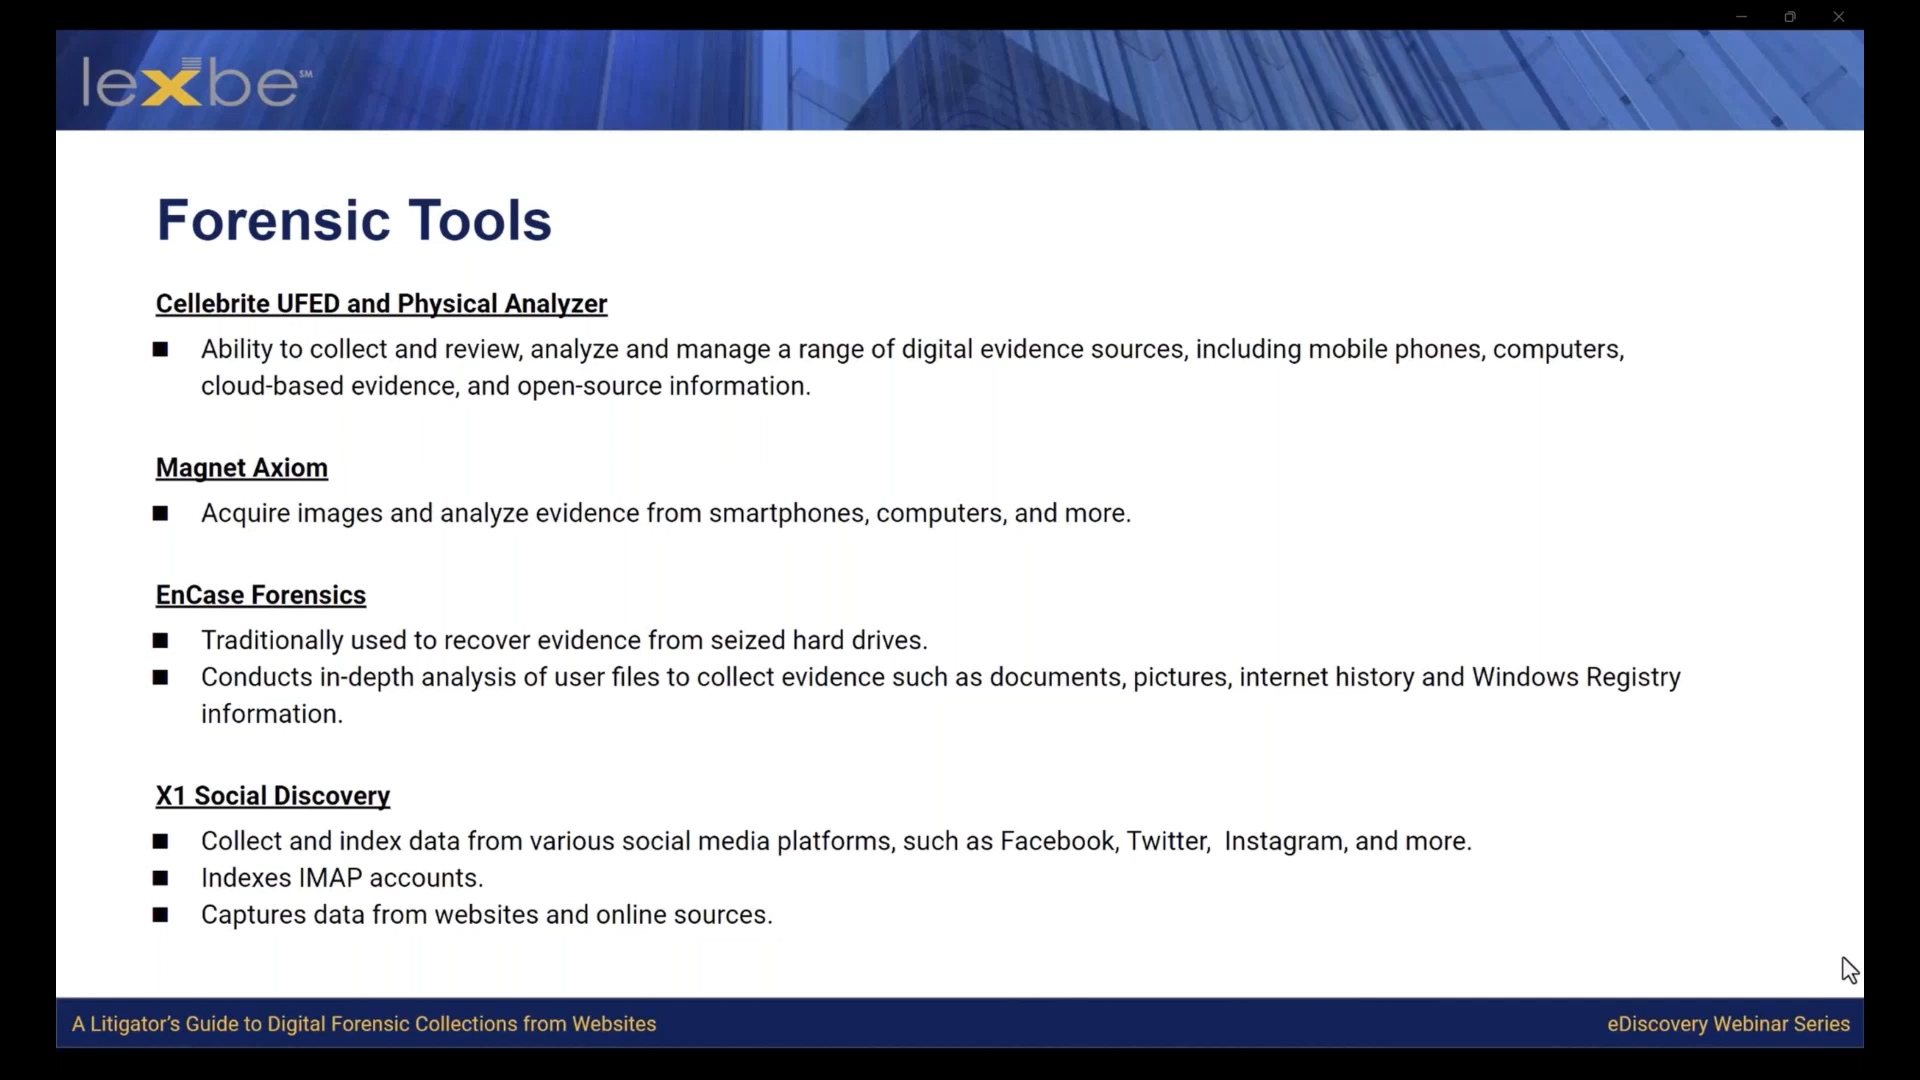 lexbe SM
Forensic Tools
Cellebrite UFED and Physical Analyzer
■ Ability to collect and review, analyze and manage a range of digital evidence sources, including mobile phones, computers,
cloud-based evidence, and open-source information.
Magnet Axiom
■ Acquire images and analyze evidence from smartphones, computers, and more.
EnCase Forensics
■ Traditionally used to recover evidence from seized hard drives.
■ Conducts in-depth analysis of user files to collect evidence such as documents, pictures, internet history and Windows Registry
information.
X1 Social Discovery
■ Collect and index data from various social media platforms, such as Facebook, Twitter,  Instagram, and more.
■ Indexes IMAP accounts.
■ Captures data from websites and online sources.
A Litigator’s Guide to Digital Forensic Collections from Websites
eDiscovery Webinar Series